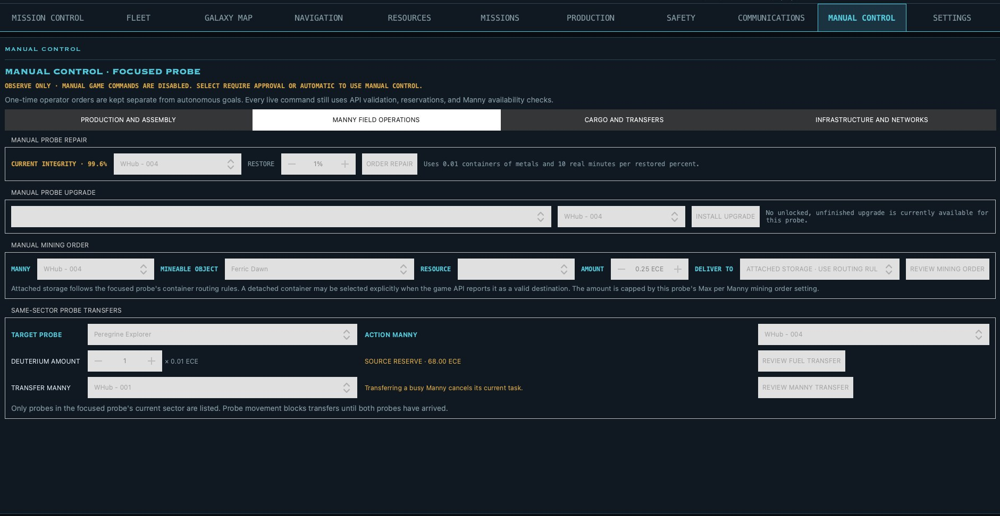 MISSION CONTROL FLEET GALAXY MAP NAVIGATION RESOURCES MISSIONS PRODUCTION SAFETY COMMUNICATIONS MANUAL CONTROL SETTINGS
MANUAL CONTROL
MANUAL CONTROL · FOCUSED PROBE
OBSERVE ONLY · MANUAL GAME COMMANDS ARE DISABLED. SELECT REQUIRE APPROVAL OR AUTOMATIC TO USE MANUAL CONTROL.
One-time operator orders are kept separate from autonomous goals. Every live command still uses API validation, reservations, and Manny availability checks.
PRODUCTION AND ASSEMBLY MANNY FIELD OPERATIONS CARGO AND TRANSFERS INFRASTRUCTURE AND NETWORKS
MANUAL PROBE REPAIR
CURRENT INTEGRITY · 99.6% WHub - 004 RESTORE — 1% + ORDER REPAIR Uses 0.01 containers of metals and 10 real minutes per restored percent.
MANUAL PROBE UPGRADE
WHub - 004 INSTALL UPGRADE No unlocked, unfinished upgrade is currently available for
this probe.
MANUAL MINING ORDER
MANNY WHub - 004 MINEABLE OBJECT Ferric Dawn RESOURCE AMOUNT — 0.25 ECE + DELIVER TO ATTACHED STORAGE · USE ROUTING RUL REVIEW MINING ORDER
Attached storage follows the focused probe's container routing rules. A detached container may be selected explicitly when the game API reports it as a valid destination. The amount is capped by this probe's Max per Manny mining order setting.
SAME-SECTOR PROBE TRANSFERS
TARGET PROBE Peregrine Explorer ACTION MANNY WHub - 004
DEUTERIUM AMOUNT — 1 + × 0.01 ECE SOURCE RESERVE · 68.00 ECE REVIEW FUEL TRANSFER
TRANSFER MANNY WHub - 001 Transferring a busy Manny cancels its current task. REVIEW MANNY TRANSFER
Only probes in the focused probe's current sector are listed. Probe movement blocks transfers until both probes have arrived.